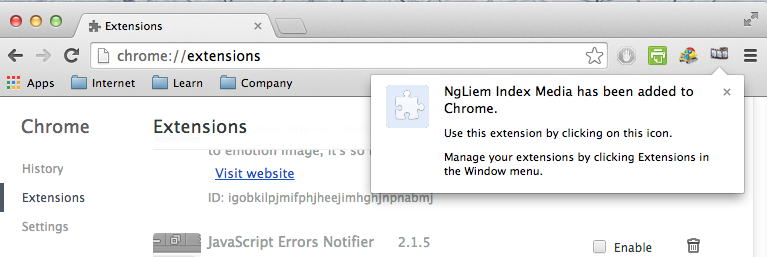 Extensions
chrome://extensions
Apps Internet Learn Company
NgLiem Index Media has been added to
Chrome.
Use this extension by clicking on this icon.
Manage your extensions by clicking Extensions in
the Window menu.
Chrome
History
Extensions
Settings
Extensions
to emotion image, it's so
Visit website
ID: igobkilpjmifphjheejimhghjnpnabmj
JavaScript Errors Notifier 2.1.5
Enable